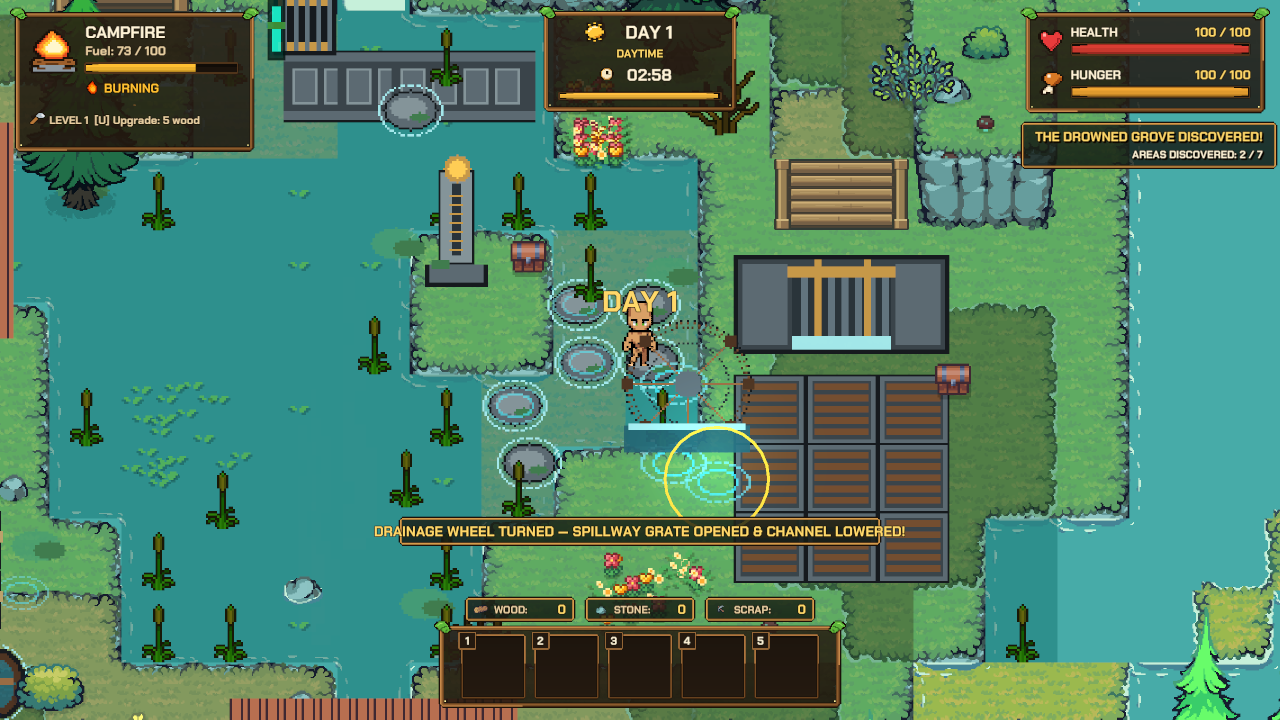 CAMPFIRE
Fuel: 73 / 100
BURNING
LEVEL 1 [U] Upgrade: 5 wood
DAY 1
DAYTIME
02:58
HEALTH 100 / 100
HUNGER 100 / 100
THE DROWNED GROVE DISCOVERED!
AREAS DISCOVERED: 2 / 7
DAY 1
DRAINAGE WHEEL TURNED — SPILLWAY GRATE OPENED & CHANNEL LOWERED!
WOOD: 0 STONE: 0 SCRAP: 0
1 2 3 4 5